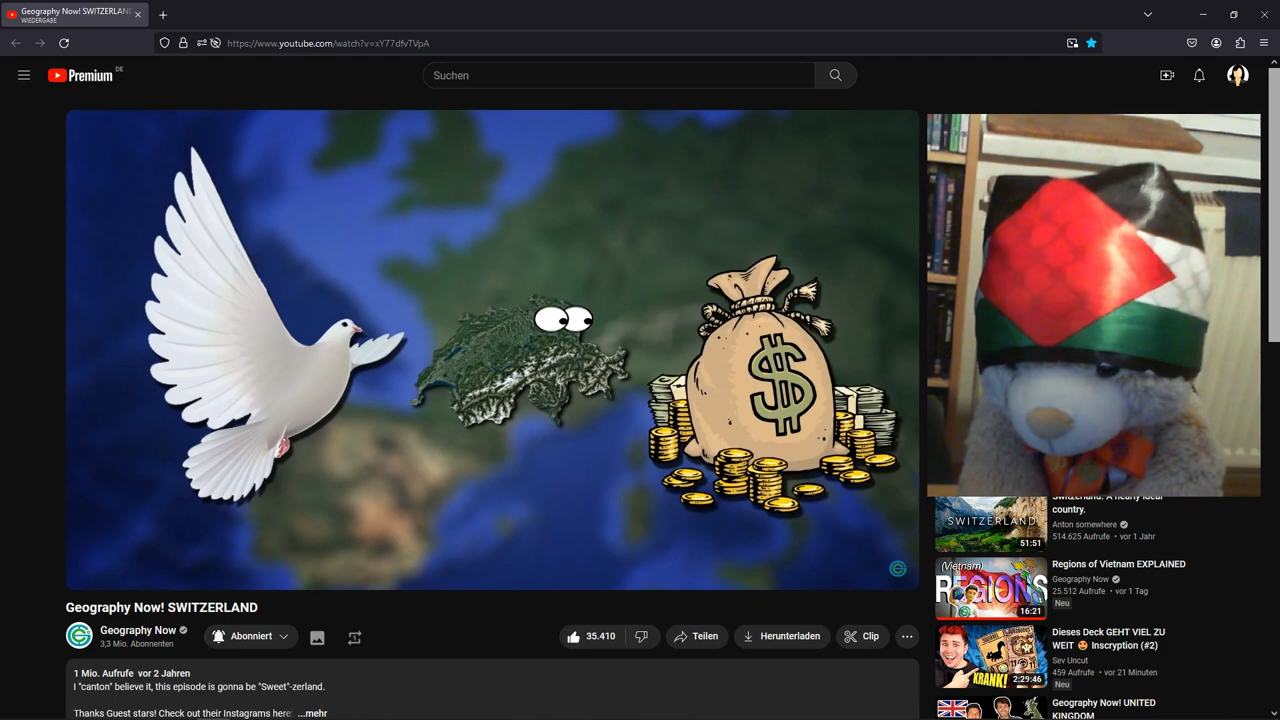 Geography Now! SWITZERLAND
WIEDERGABE
https://www.youtube.com/watch?v=xY77dfvTVpA
Premium DE
Suchen
$
Geography Now! SWITZERLAND
Geography Now
3,3 Mio. Abonnenten
Abonniert
35.410
Teilen
Herunterladen
Clip
1 Mio. Aufrufe vor 2 Jahren
I "canton" believe it, this episode is gonna be "Sweet"-zerland.
Thanks Guest stars! Check out their Instagrams here: ...mehr
SWITZERLAND
51:51
Switzerland. A nearly ideal
country.
Anton somewhere
514.625 Aufrufe • vor 1 Jahr
(Vietnam)
REGIONS
16:21
Regions of Vietnam EXPLAINED
Geography Now
25.512 Aufrufe • vor 1 Tag
Neu
KRANK!
2:29:46
Dieses Deck GEHT VIEL ZU
WEIT 🤩 Inscryption (#2)
Sev Uncut
459 Aufrufe • vor 21 Minuten
Neu
Geography Now! UNITED
KINGDOM